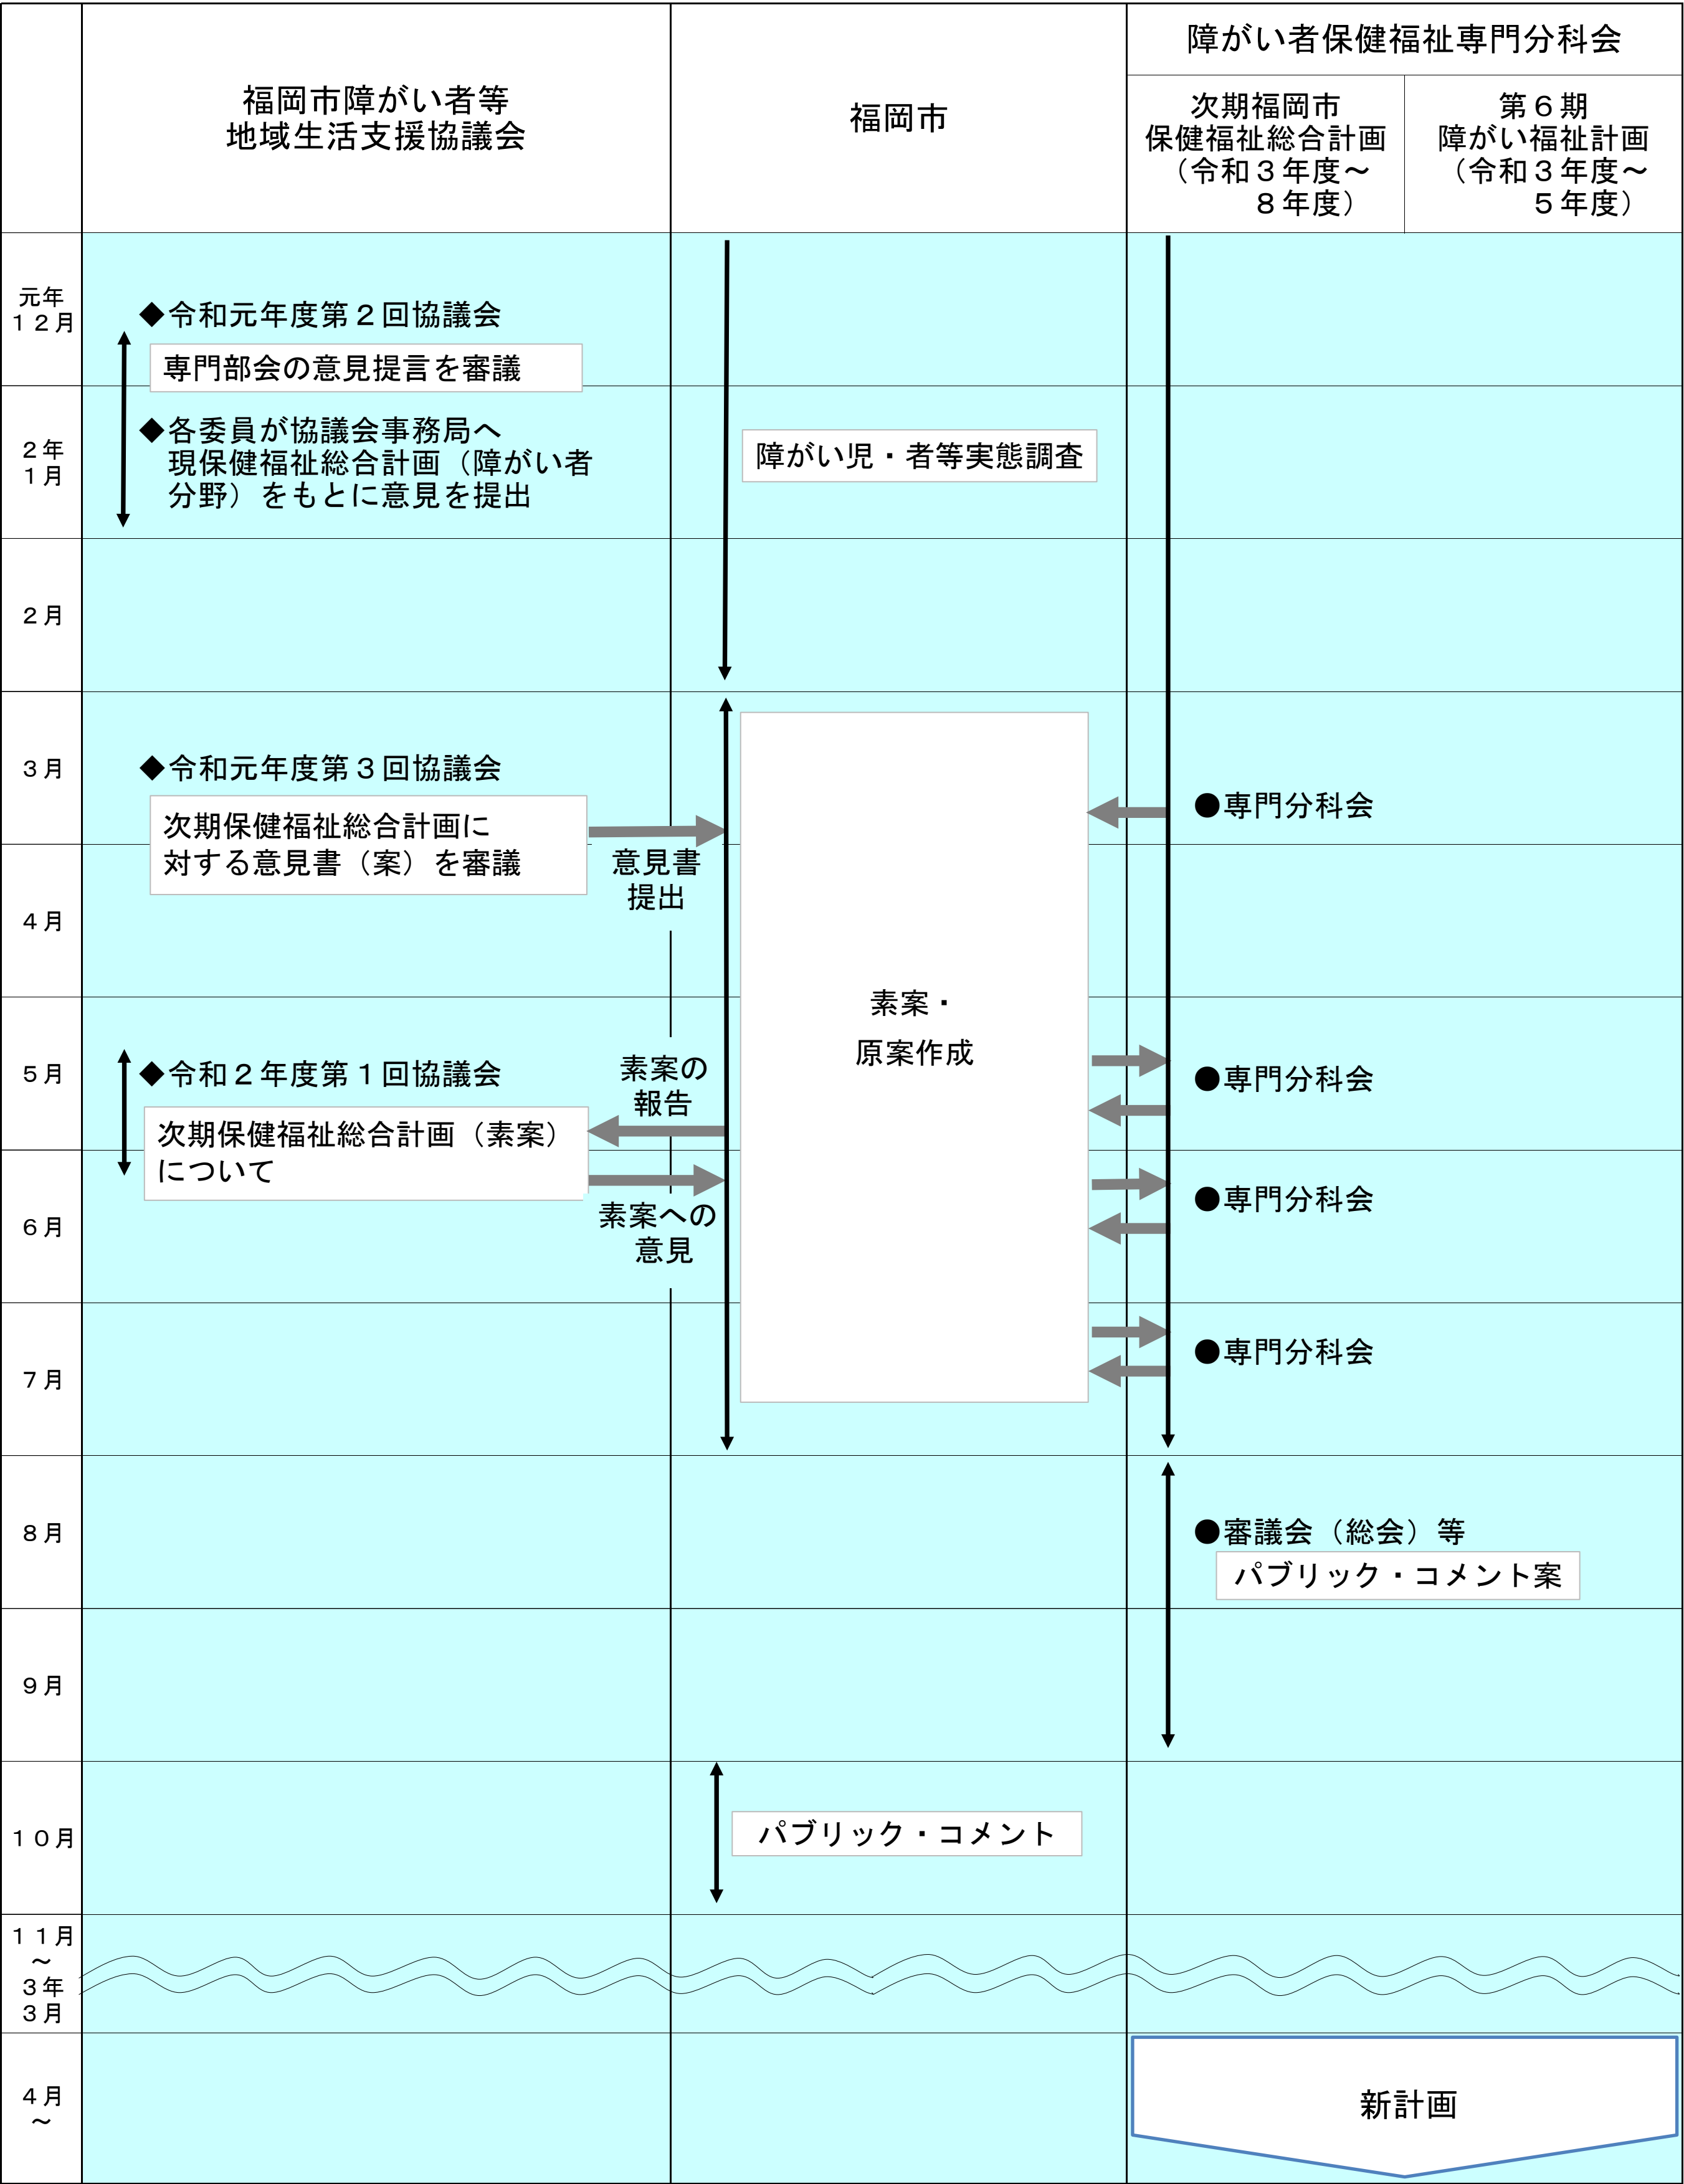 福岡市障がい者等
地域生活支援協議会
福岡市
障がい者保健福祉専門分科会
次期福岡市
保健福祉総合計画
（令和３年度～
８年度）
第６期
障がい福祉計画
（令和３年度～
５年度）
元年
１２月
◆令和元年度第２回協議会
専門部会の意見提言を審議
２年
１月
◆各委員が協議会事務局へ
現保健福祉総合計画（障がい者
分野）をもとに意見を提出
障がい児・者等実態調査
２月
３月
◆令和元年度第３回協議会
次期保健福祉総合計画に
対する意見書（案）を審議
意見書
提出
●専門分科会
４月
素案・
原案作成
５月
◆令和２年度第１回協議会
次期保健福祉総合計画（素案）
について
素案の
報告
●専門分科会
６月
素案への
意見
●専門分科会
７月
●専門分科会
８月
●審議会（総会）等
パブリック・コメント案
９月
１０月
パブリック・コメント
１１月
～
３年
３月
４月
～
新計画